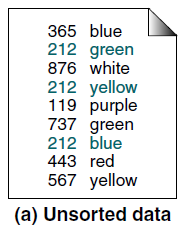 365 blue
212 green
876 white
212 yellow
119 purple
737 green
212 blue
443 red
567 yellow
(a) Unsorted data